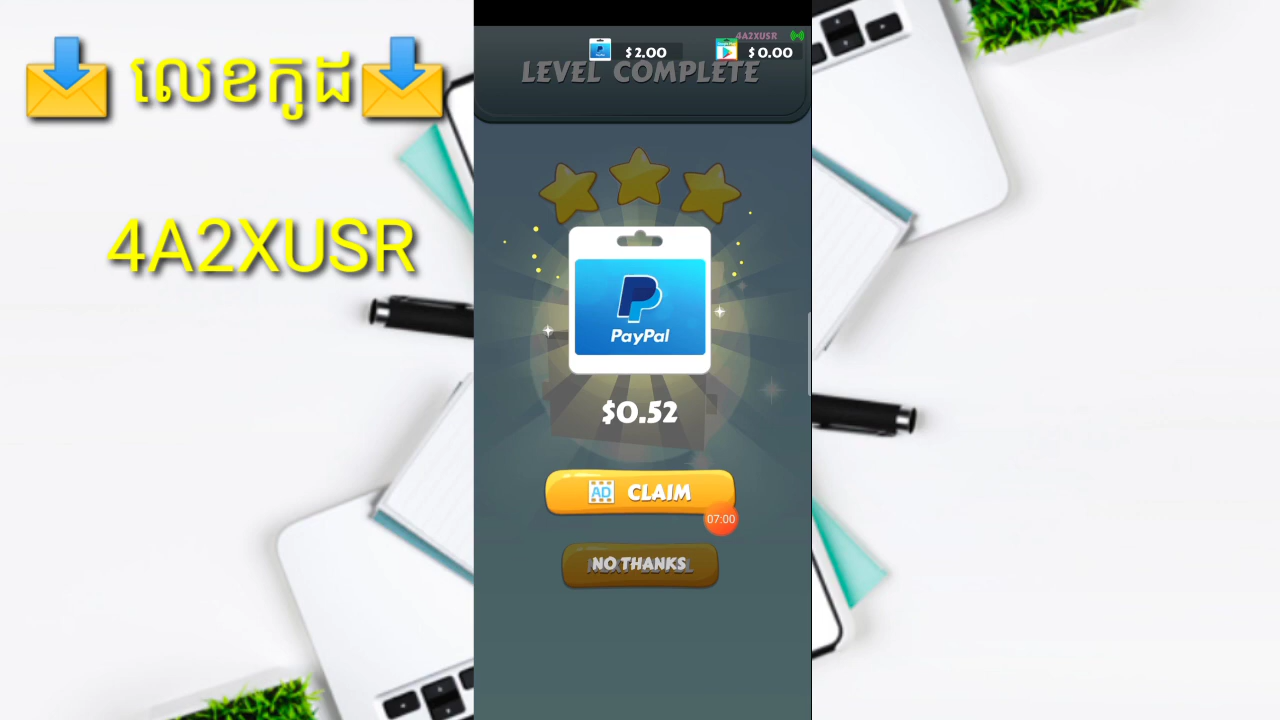 លេខកូដ
4A2XUSR
4A2XUSR
$2.00
$0.00
LEVEL COMPLETE
PayPal
$0.52
AD CLAIM
07:00
NO THANKS